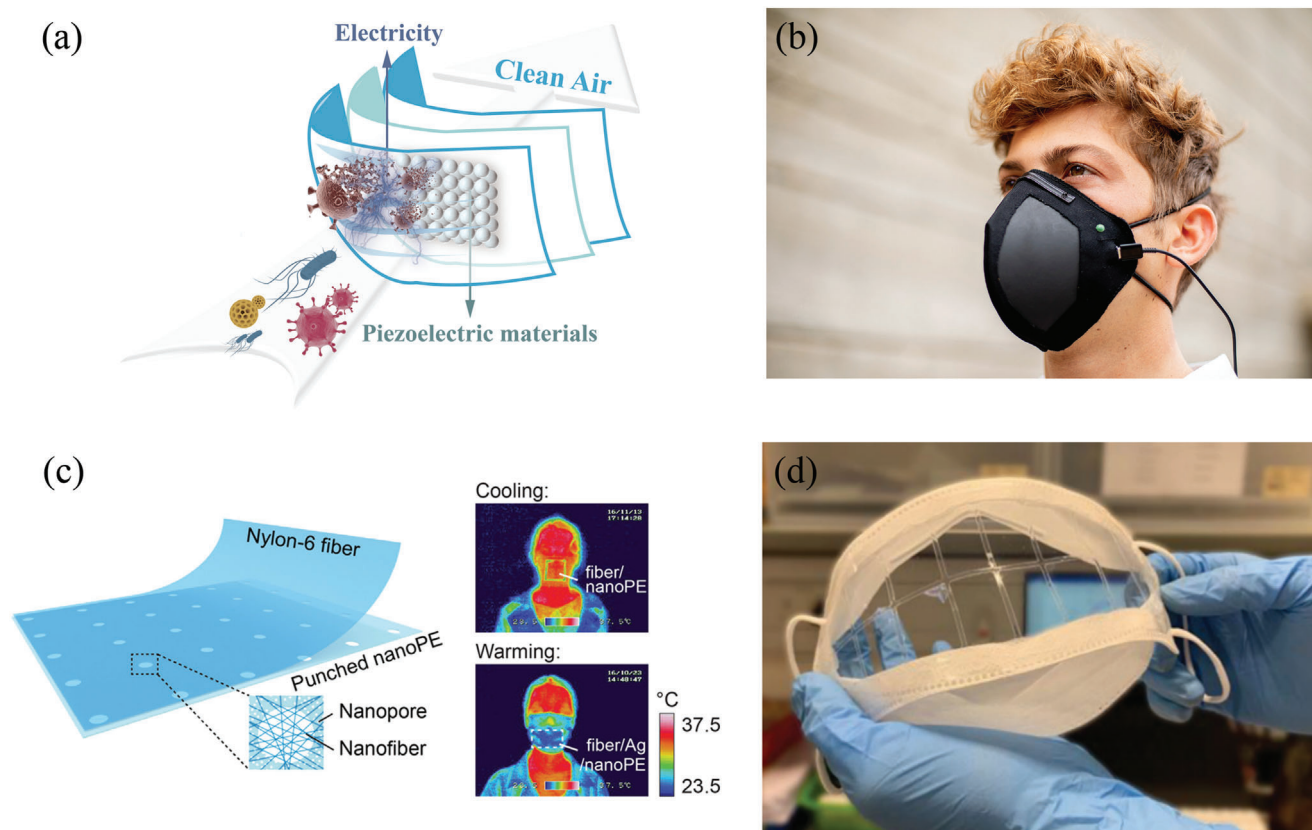 (a)
Electricity
Clean Air
Piezoelectric materials
(b)
(c)
Nylon-6 fiber
Punched nanoPE
Nanopore
Nanofiber
Cooling:
16/11/13
17:14:28
fiber/
nanoPE
Warming:
16/10/23
14:48:47
fiber/Ag
/nanoPE
°C
37.5
23.5
(d)